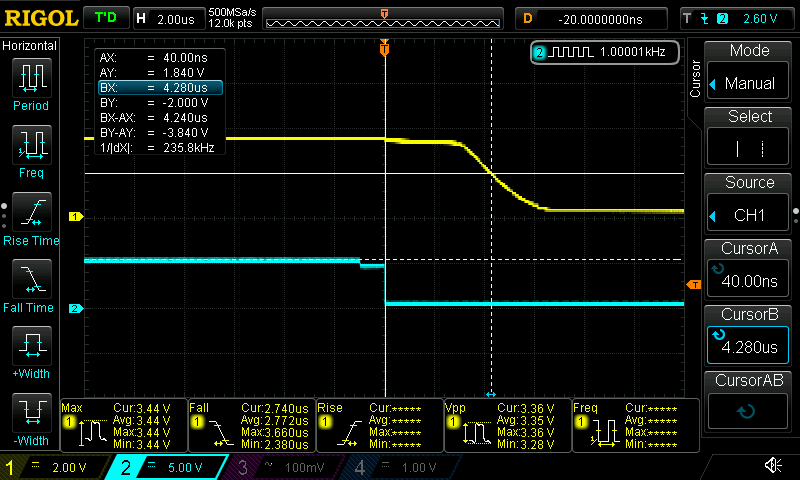 RIGOL T'D H 2.00us 500MSa/s 12.0k pts T D -20.0000000ns T 2 2.60 V
Horizontal
Period
Freq
Rise Time
Fall Time
+Width
-Width
AX: = 40.00ns
AY: = 1.840 V
BX: = 4.280us
BY: = -2.000 V
BX-AX: = 4.240us
BY-AY: = -3.840 V
1/|dX|: = 235.8kHz
T
2 1.00001kHz
1
2
T
Cursor
Mode
Manual
Select
Source
CH1
CursorA
40.00ns
CursorB
4.280us
CursorAB
Max Cur:3.44 V
1 Avg:3.44 V
Max:3.44 V
Min:3.44 V
Fall Cur:2.740us
1 Avg:2.772us
Max:3.660us
Min:2.380us
Rise Cur:*****
1 Avg:*****
Max:*****
Min:*****
Vpp Cur:3.36 V
1 Avg:3.35 V
Max:3.36 V
Min:3.28 V
Freq Cur:*****
1 Avg:*****
Max:*****
Min:*****
1 = 2.00 V 2 = 5.00 V 3 ~ 100mV 4 = 1.00 V